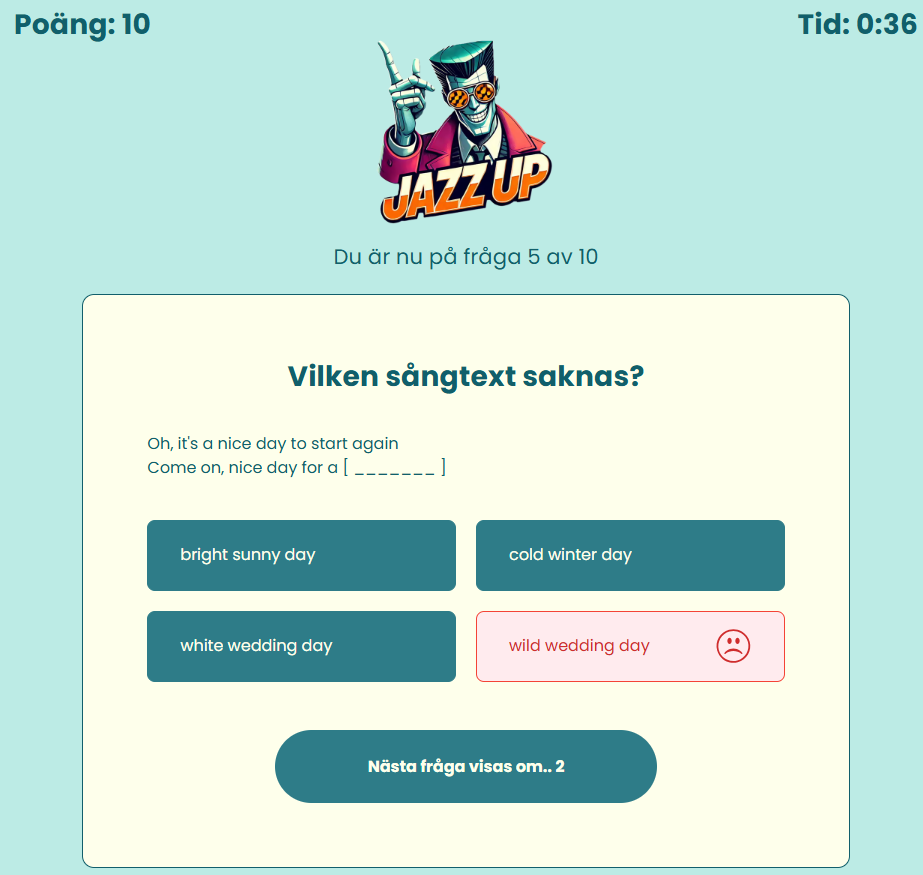 Poäng: 10
Tid: 0:36
JAZZ UP
Du är nu på fråga 5 av 10
Vilken sångtext saknas?
Oh, it's a nice day to start again
Come on, nice day for a [ _______ ]
bright sunny day
cold winter day
white wedding day
wild wedding day
Nästa fråga visas om.. 2